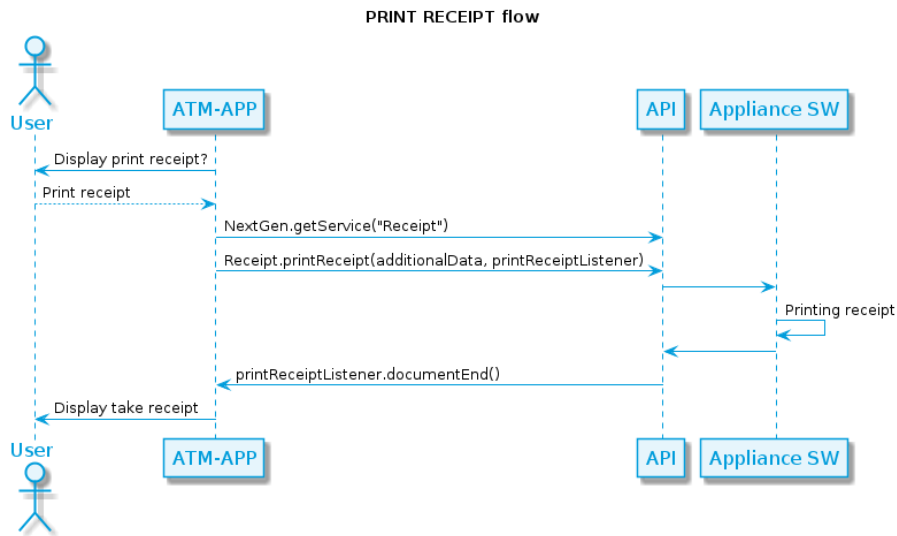 PRINT RECEIPT flow
User
ATM-APP
API
Appliance SW
Display print receipt?
Print receipt
NextGen.getService("Receipt")
Receipt.printReceipt(additionalData, printReceiptListener)
Printing receipt
printReceiptListener.documentEnd()
Display take receipt
User
ATM-APP
API
Appliance SW